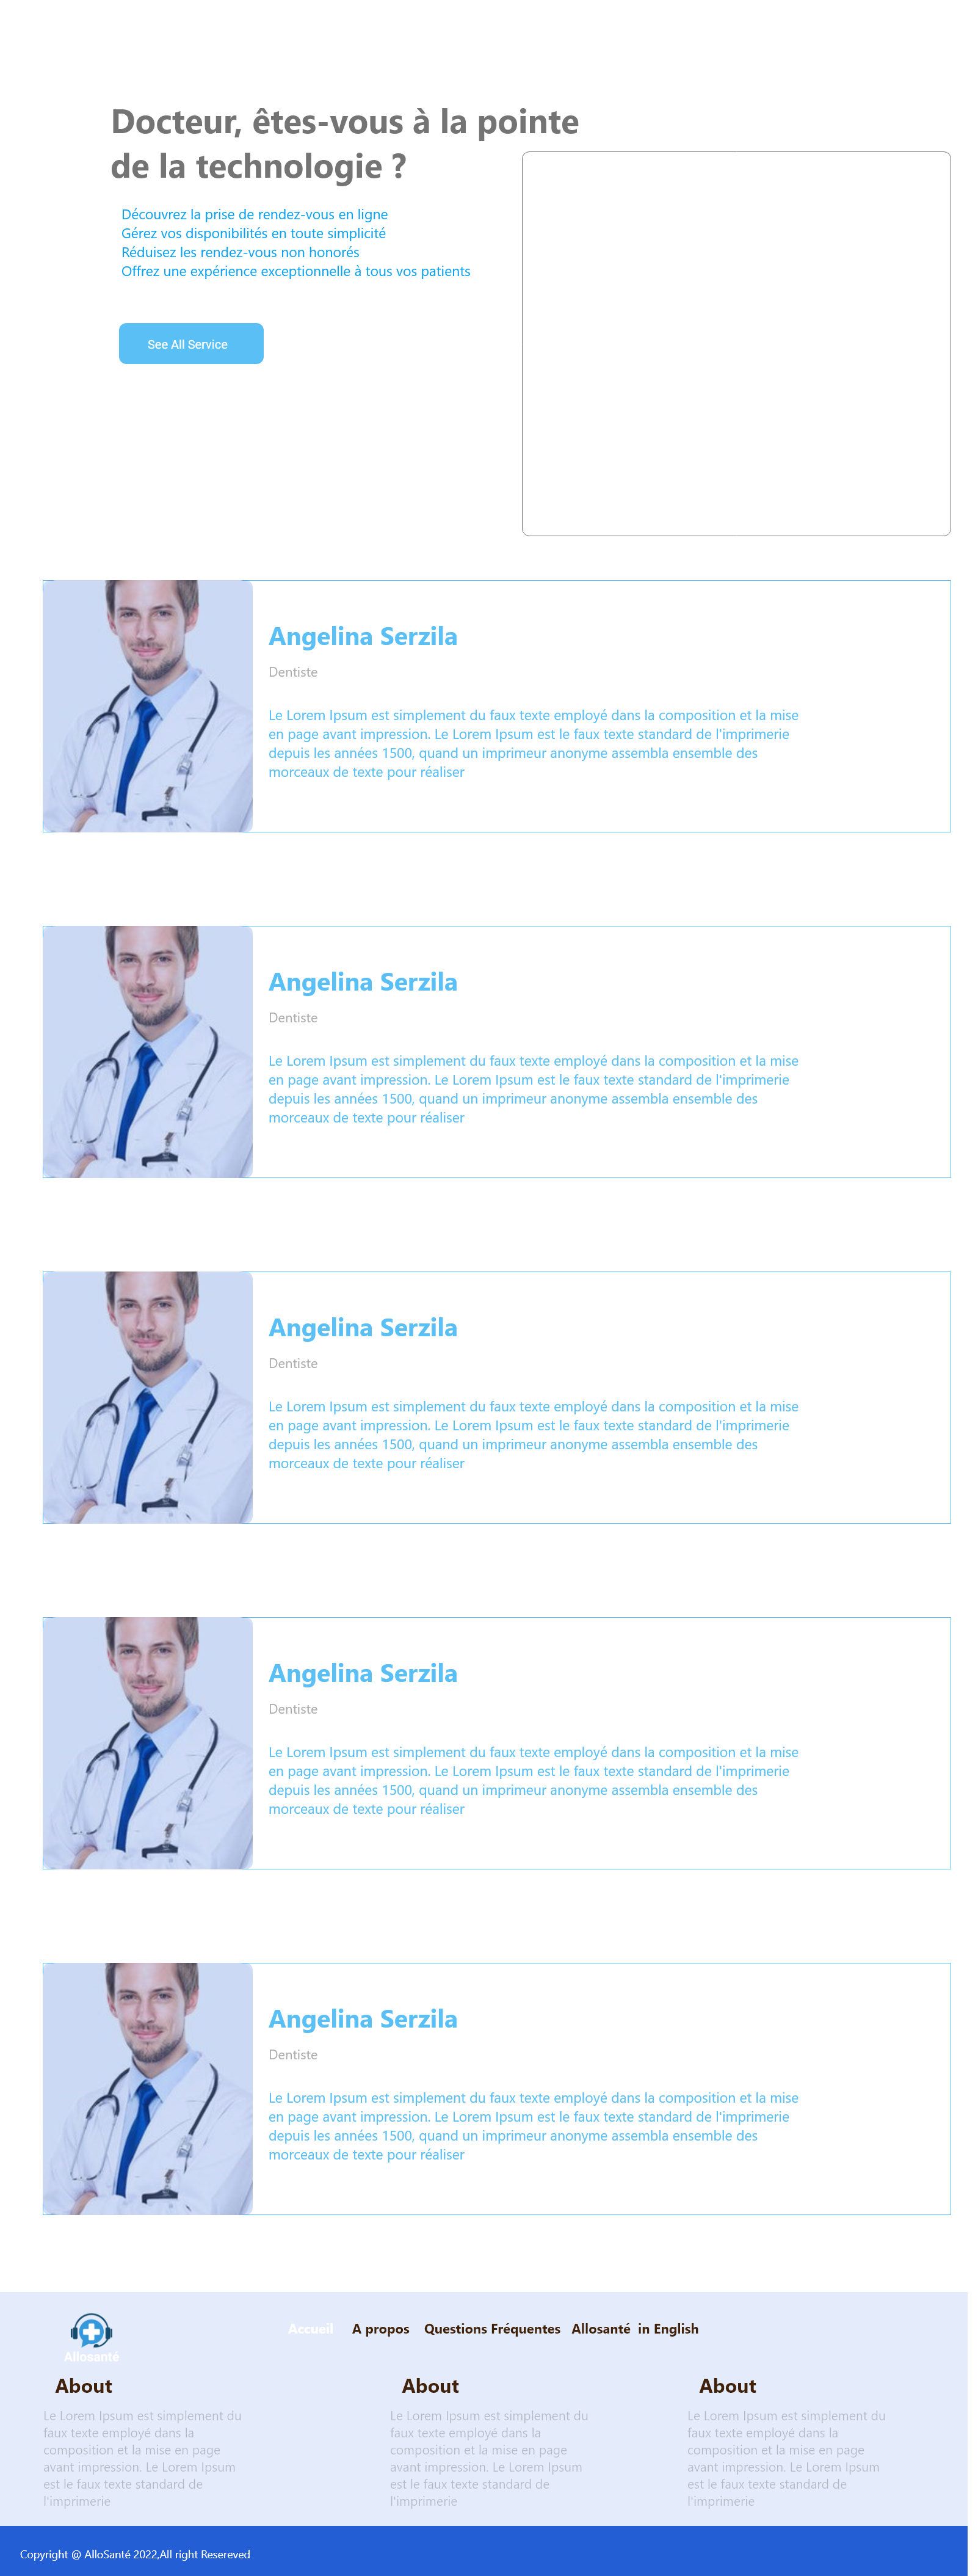 Docteur, êtes-vous à la pointe
de la technologie ?
Découvrez la prise de rendez-vous en ligne
Gérez vos disponibilités en toute simplicité
Réduisez les rendez-vous non honorés
Offrez une expérience exceptionnelle à tous vos patients
See All Service
Angelina Serzila
Dentiste
Le Lorem Ipsum est simplement du faux texte employé dans la composition et la mise
en page avant impression. Le Lorem Ipsum est le faux texte standard de l'imprimerie
depuis les années 1500, quand un imprimeur anonyme assembla ensemble des
morceaux de texte pour réaliser
Angelina Serzila
Dentiste
Le Lorem Ipsum est simplement du faux texte employé dans la composition et la mise
en page avant impression. Le Lorem Ipsum est le faux texte standard de l'imprimerie
depuis les années 1500, quand un imprimeur anonyme assembla ensemble des
morceaux de texte pour réaliser
Angelina Serzila
Dentiste
Le Lorem Ipsum est simplement du faux texte employé dans la composition et la mise
en page avant impression. Le Lorem Ipsum est le faux texte standard de l'imprimerie
depuis les années 1500, quand un imprimeur anonyme assembla ensemble des
morceaux de texte pour réaliser
Angelina Serzila
Dentiste
Le Lorem Ipsum est simplement du faux texte employé dans la composition et la mise
en page avant impression. Le Lorem Ipsum est le faux texte standard de l'imprimerie
depuis les années 1500, quand un imprimeur anonyme assembla ensemble des
morceaux de texte pour réaliser
Angelina Serzila
Dentiste
Le Lorem Ipsum est simplement du faux texte employé dans la composition et la mise
en page avant impression. Le Lorem Ipsum est le faux texte standard de l'imprimerie
depuis les années 1500, quand un imprimeur anonyme assembla ensemble des
morceaux de texte pour réaliser
Allosanté
Accueil A propos Questions Fréquentes Allosanté in English
About
Le Lorem Ipsum est simplement du
faux texte employé dans la
composition et la mise en page
avant impression. Le Lorem Ipsum
est le faux texte standard de
l'imprimerie
About
Le Lorem Ipsum est simplement du
faux texte employé dans la
composition et la mise en page
avant impression. Le Lorem Ipsum
est le faux texte standard de
l'imprimerie
About
Le Lorem Ipsum est simplement du
faux texte employé dans la
composition et la mise en page
avant impression. Le Lorem Ipsum
est le faux texte standard de
l'imprimerie
Copyright @ AlloSanté 2022,All right Resereved